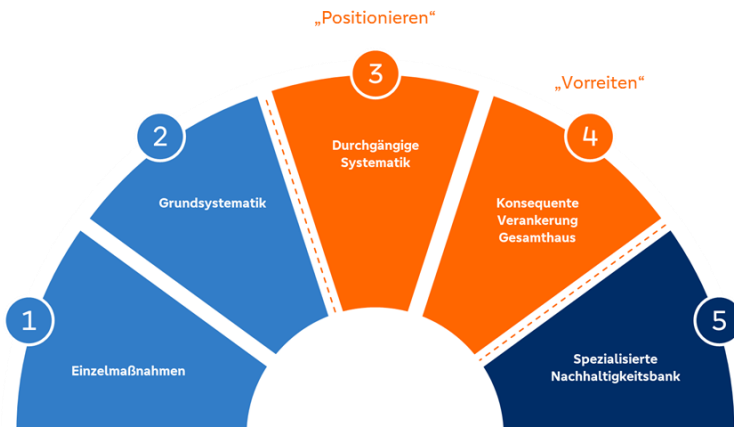 „Positionieren“
3
„Vorreiten“
2
4
Durchgängige
Systematik
Grundsystematik
Konsequente
Verankerung
Gesamthaus
1
5
Einzelmaßnahmen
Spezialisierte
Nachhaltigkeitsbank